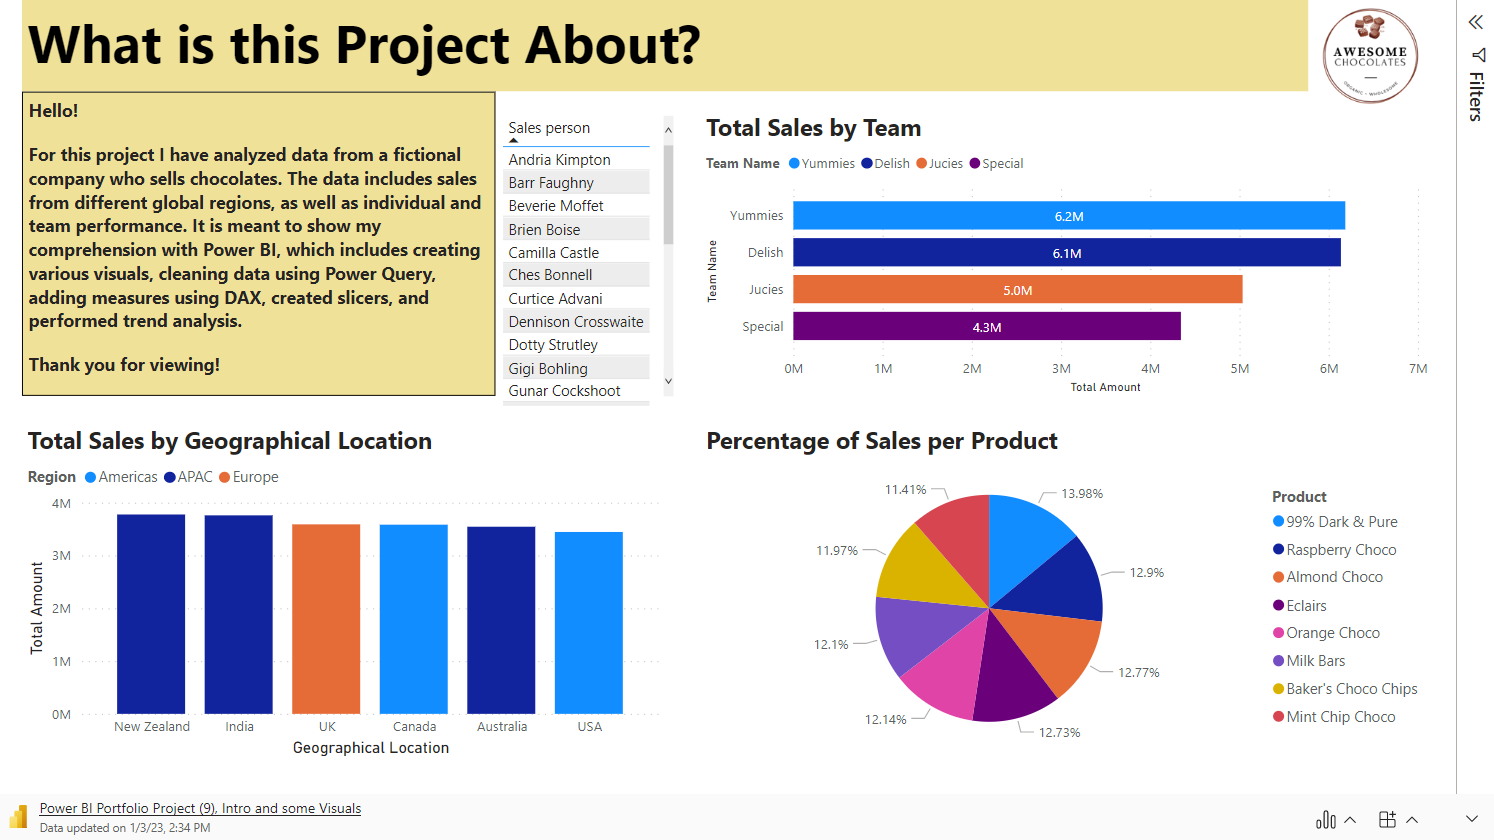 What is this Project About?
AWESOME
CHOCOLATES
ORGANIC - WHOLESOME
Filters
Hello!
For this project I have analyzed data from a fictional
company who sells chocolates. The data includes sales
from different global regions, as well as individual and
team performance. It is meant to show my
comprehension with Power BI, which includes creating
various visuals, cleaning data using Power Query,
adding measures using DAX, created slicers, and
performed trend analysis.
Thank you for viewing!
Sales person
Andria Kimpton
Barr Faughny
Beverie Moffet
Brien Boise
Camilla Castle
Ches Bonnell
Curtice Advani
Dennison Crosswaite
Dotty Strutley
Gigi Bohling
Gunar Cockshoot
Total Sales by Team
Team Name Yummies Delish Jucies Special
Team Name
Yummies 6.2M
Delish 6.1M
Jucies 5.0M
Special 4.3M
0M 1M 2M 3M 4M 5M 6M 7M
Total Amount
Total Sales by Geographical Location
Region Americas APAC Europe
Total Amount
4M
3M
2M
1M
0M
New Zealand India UK Canada Australia USA
Geographical Location
Percentage of Sales per Product
13.98%
12.9%
12.77%
12.73%
12.14%
12.1%
11.97%
11.41%
Product
99% Dark & Pure
Raspberry Choco
Almond Choco
Eclairs
Orange Choco
Milk Bars
Baker's Choco Chips
Mint Chip Choco
Power BI Portfolio Project (9), Intro and some Visuals
Data updated on 1/3/23, 2:34 PM